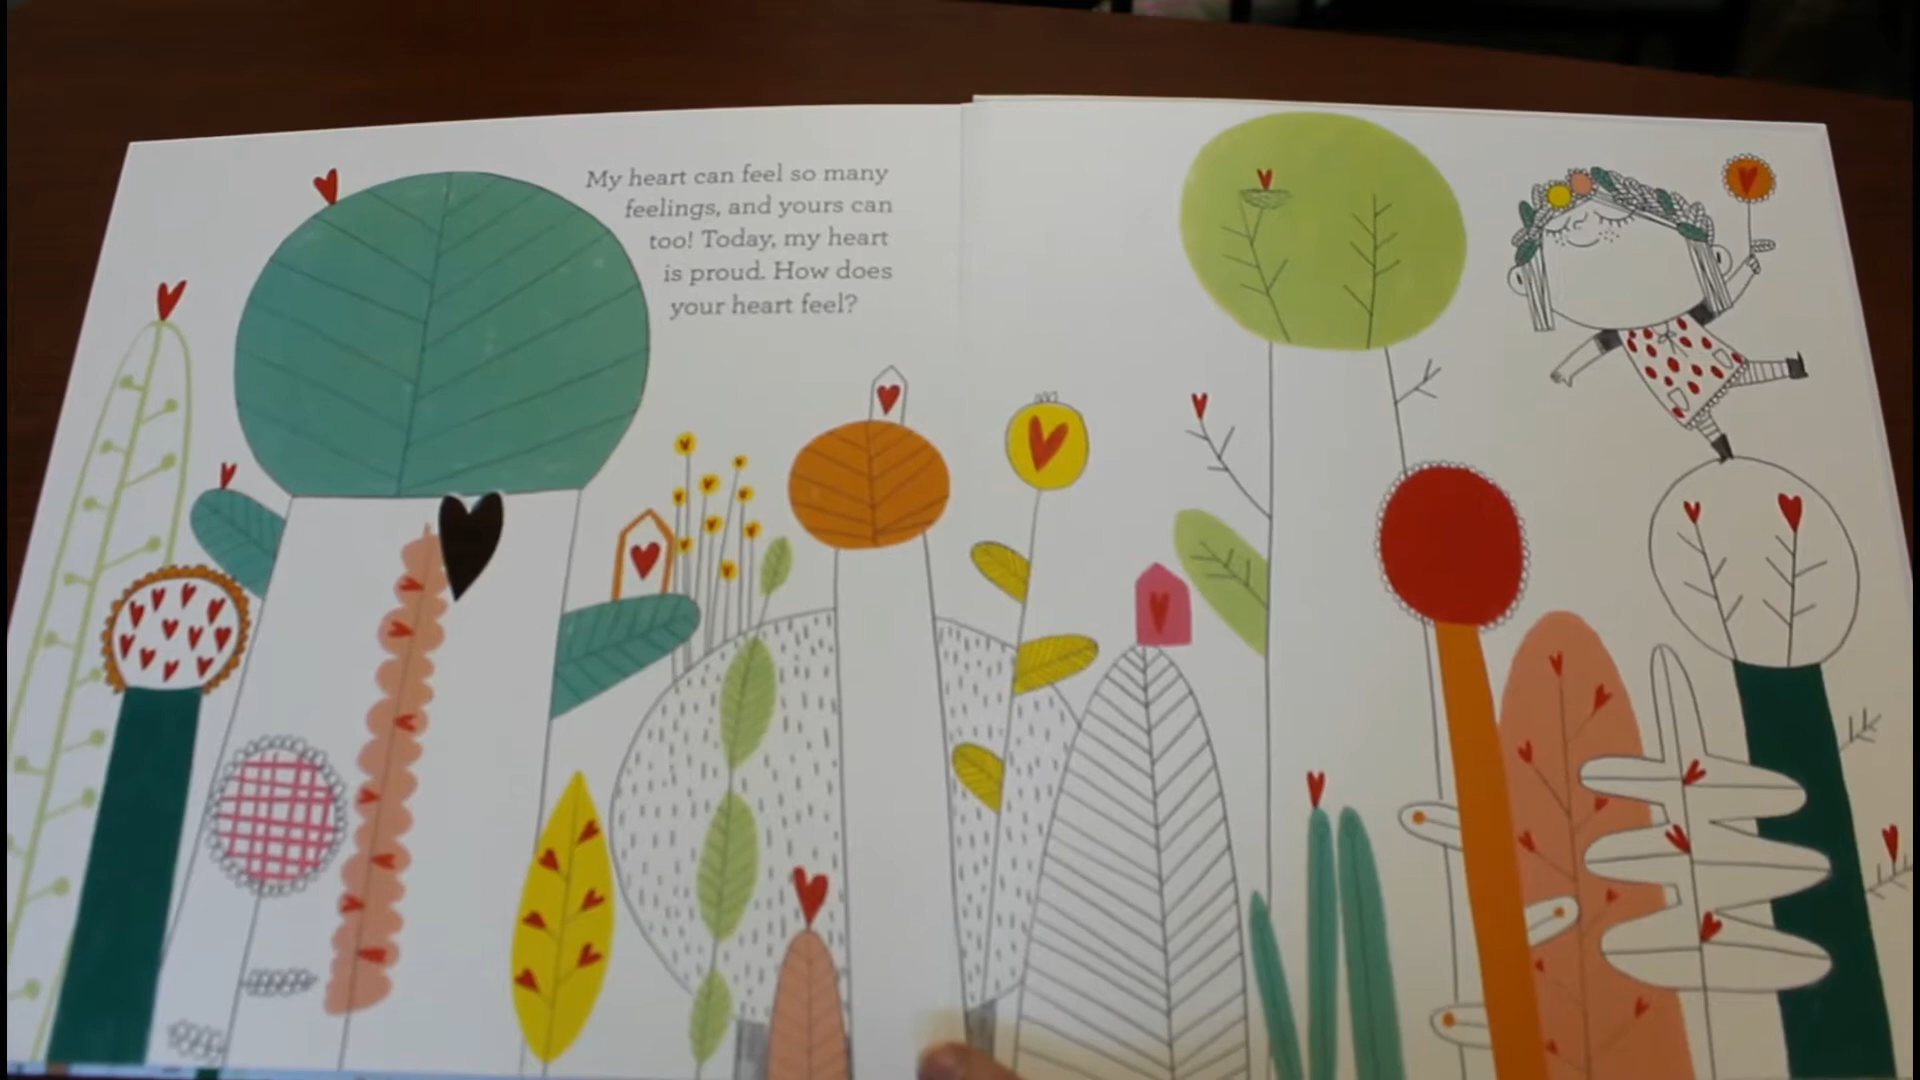 My heart can feel so many
feelings, and yours can
too! Today, my heart
is proud. How does
your heart feel?